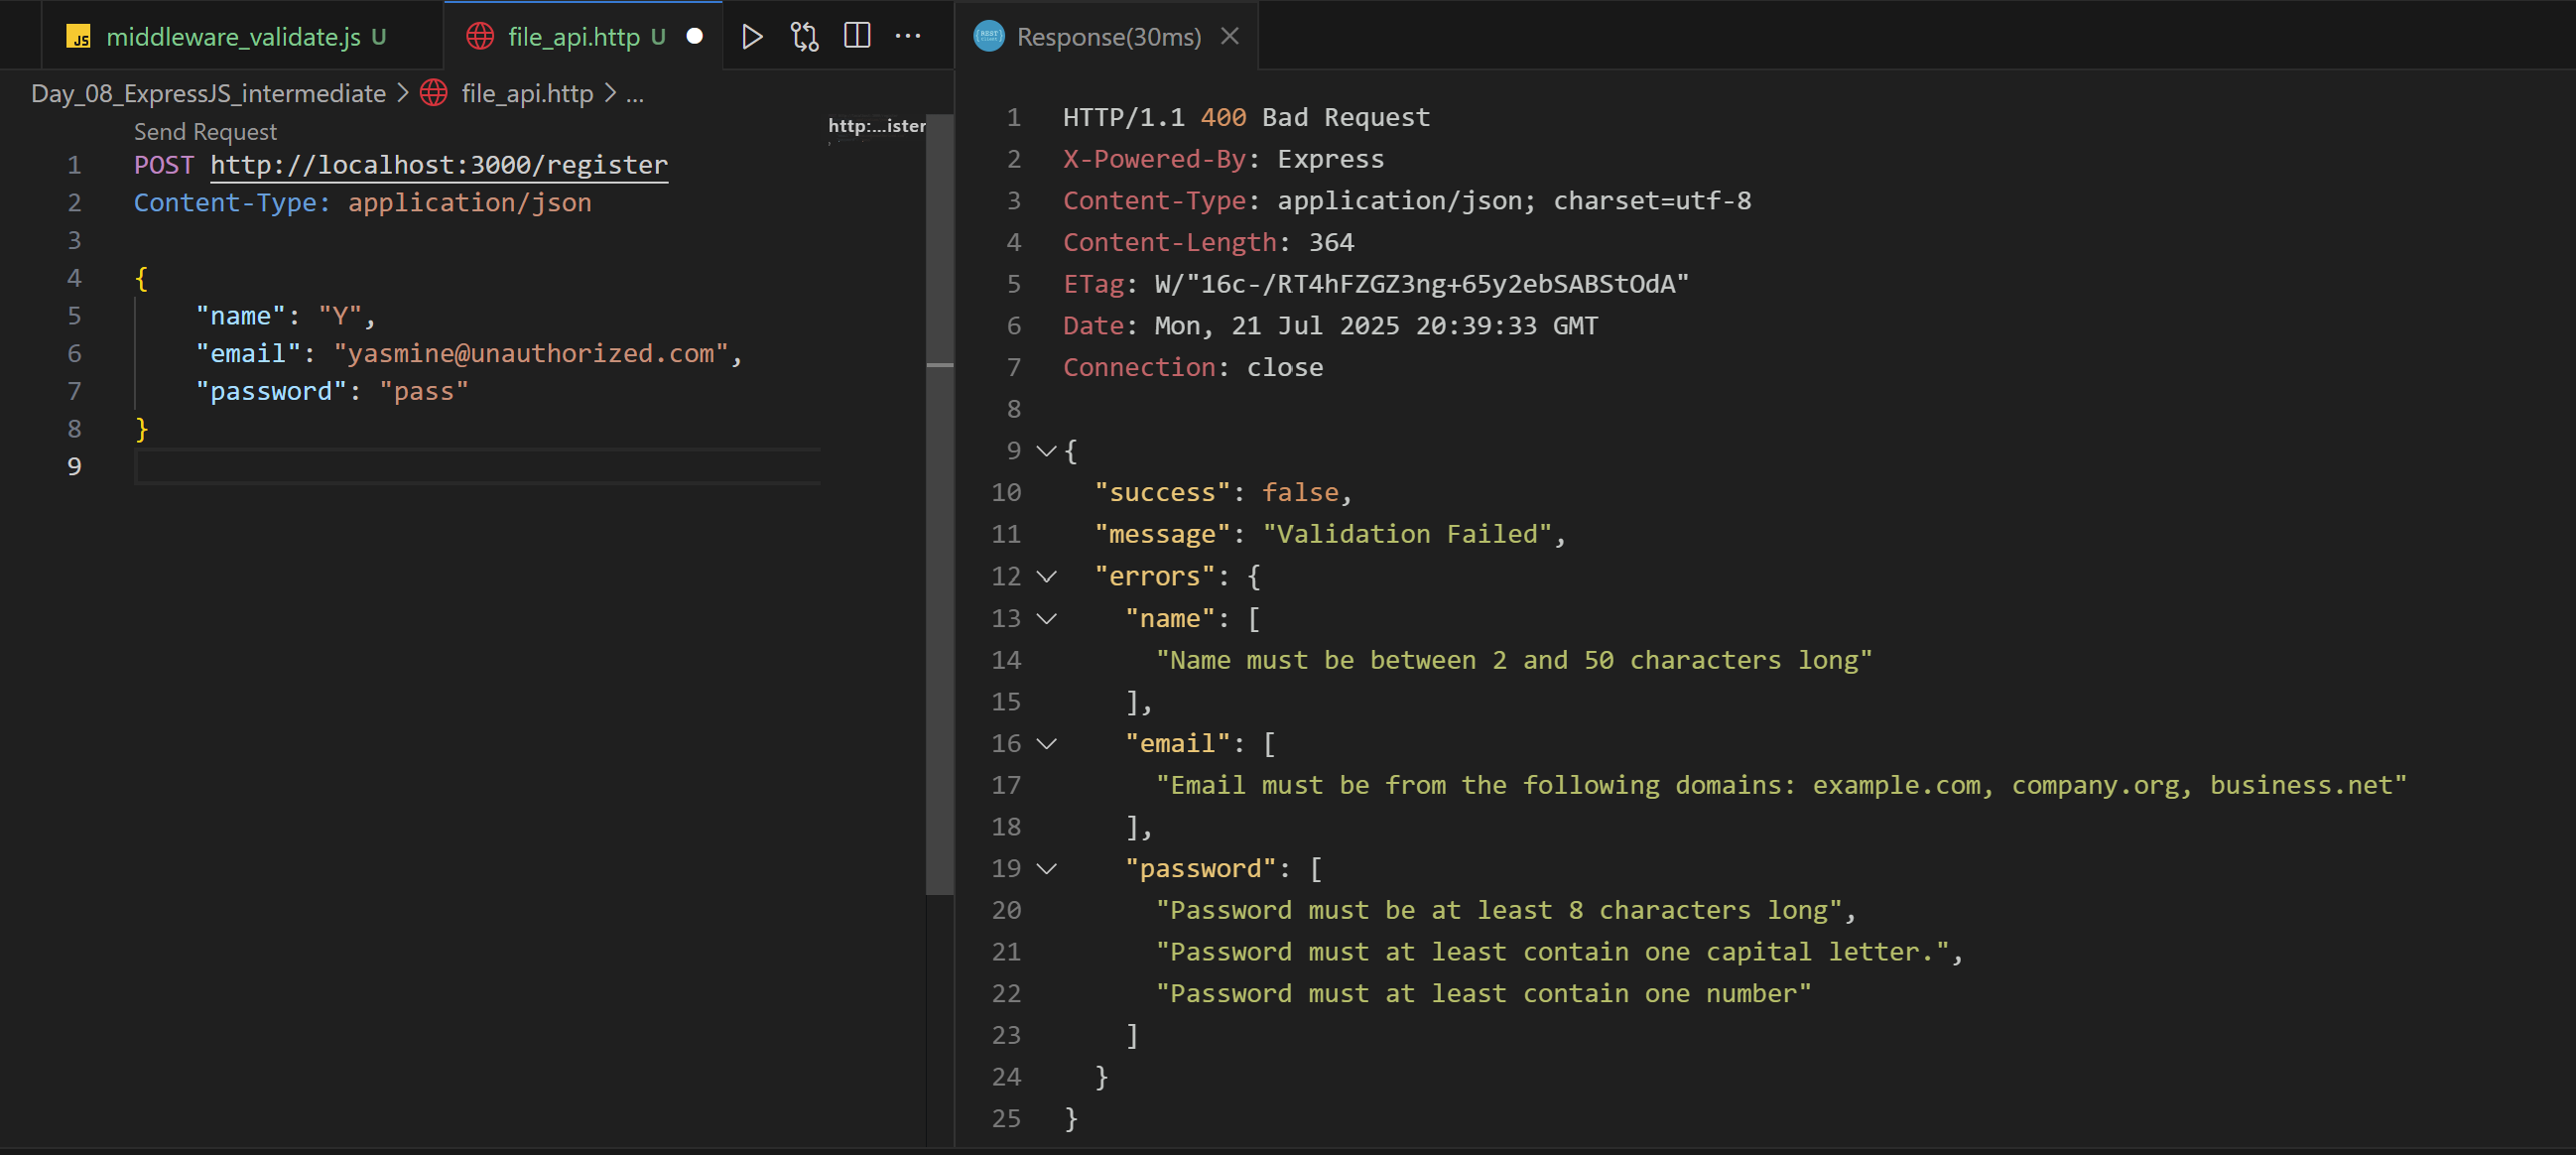 middleware_validate.js U
file_api.http U
Response(30ms)
Day_08_ExpressJS_intermediate > file_api.http > ...
Send Request
http:...ister
1 POST http://localhost:3000/register
2 Content-Type: application/json
3
4 {
5 "name": "Y",
6 "email": "yasmine@unauthorized.com",
7 "password": "pass"
8 }
9
1 HTTP/1.1 400 Bad Request
2 X-Powered-By: Express
3 Content-Type: application/json; charset=utf-8
4 Content-Length: 364
5 ETag: W/"16c-/RT4hFZGZ3ng+65y2ebSABStOdA"
6 Date: Mon, 21 Jul 2025 20:39:33 GMT
7 Connection: close
8
9 {
10 "success": false,
11 "message": "Validation Failed",
12 "errors": {
13 "name": [
14 "Name must be between 2 and 50 characters long"
15 ],
16 "email": [
17 "Email must be from the following domains: example.com, company.org, business.net"
18 ],
19 "password": [
20 "Password must be at least 8 characters long",
21 "Password must at least contain one capital letter.",
22 "Password must at least contain one number"
23 ]
24 }
25 }